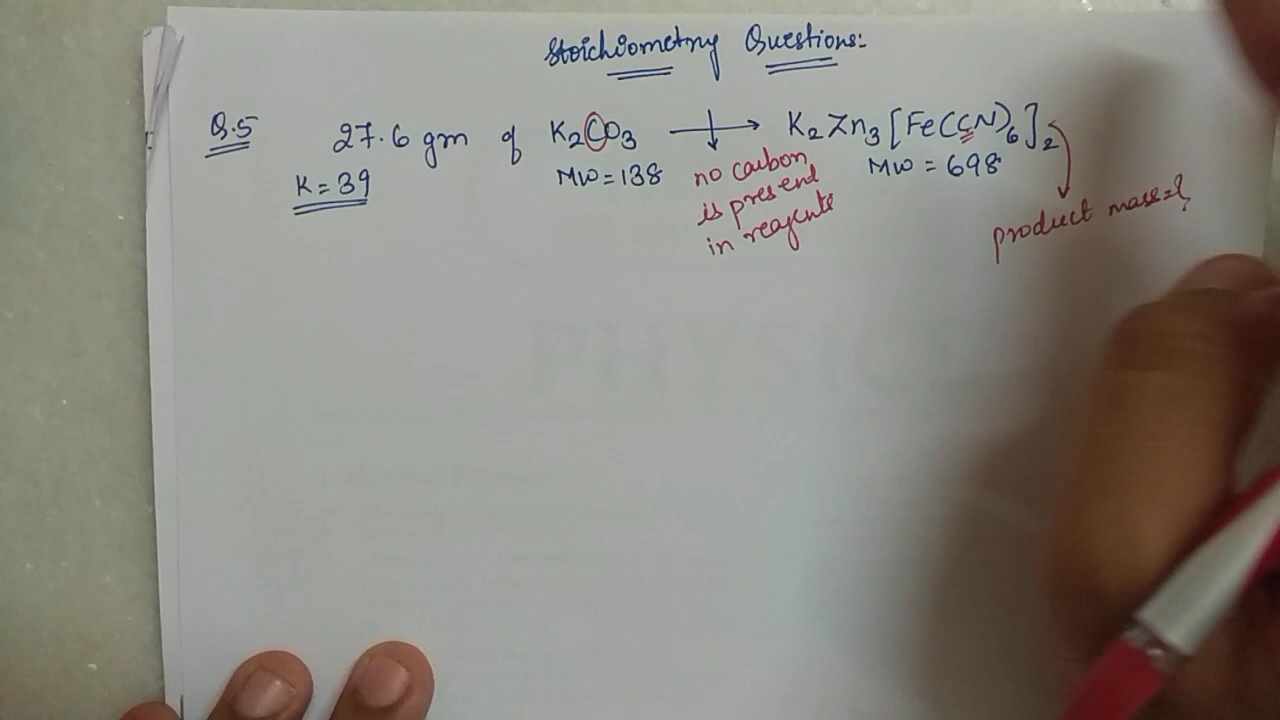 Stoichiometry Questions:
Q.5 27.6 gm of K2CO3 → K2Zn3[Fe(CN)6]2
K = 39 MW = 138 MW = 698
no carbon
is present
in reagents
product mass=?
PHYSIC